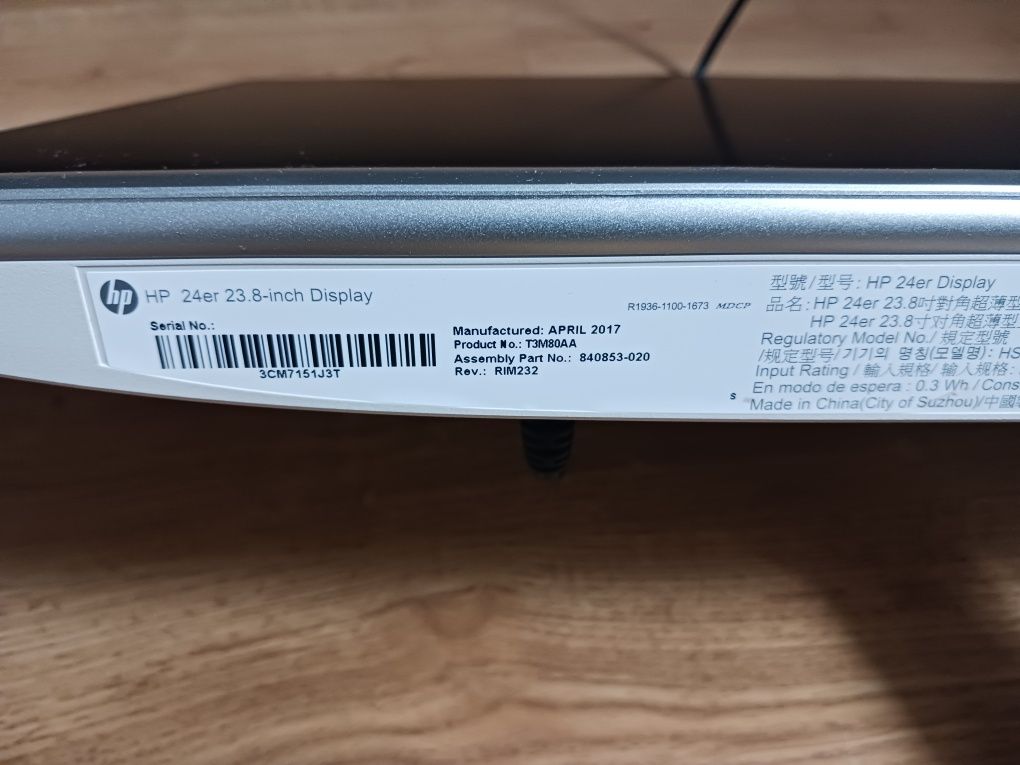 hp HP 24er 23.8-inch Display
R1936-1100-1673 MDCP
Serial No.:
3CM7151J3T
Manufactured: APRIL 2017
Product No.: T3M80AA
Assembly Part No.: 840853-020
Rev.: RIM232
s
型號/型号: HP 24er Display
品名: HP 24er 23.8吋對角超薄型
HP 24er 23.8寸对角超薄型
Regulatory Model No./ 規定型號
/规定型号/기기의 명칭(모델명): HS
Input Rating / 輸入規格/ 输入规格:
En modo de espera : 0.3 Wh / Cons
Made in China(City of Suzhou)/中國